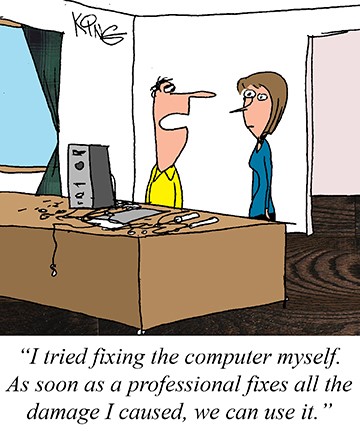 KING
“I tried fixing the computer myself.
As soon as a professional fixes all the
damage I caused, we can use it.”